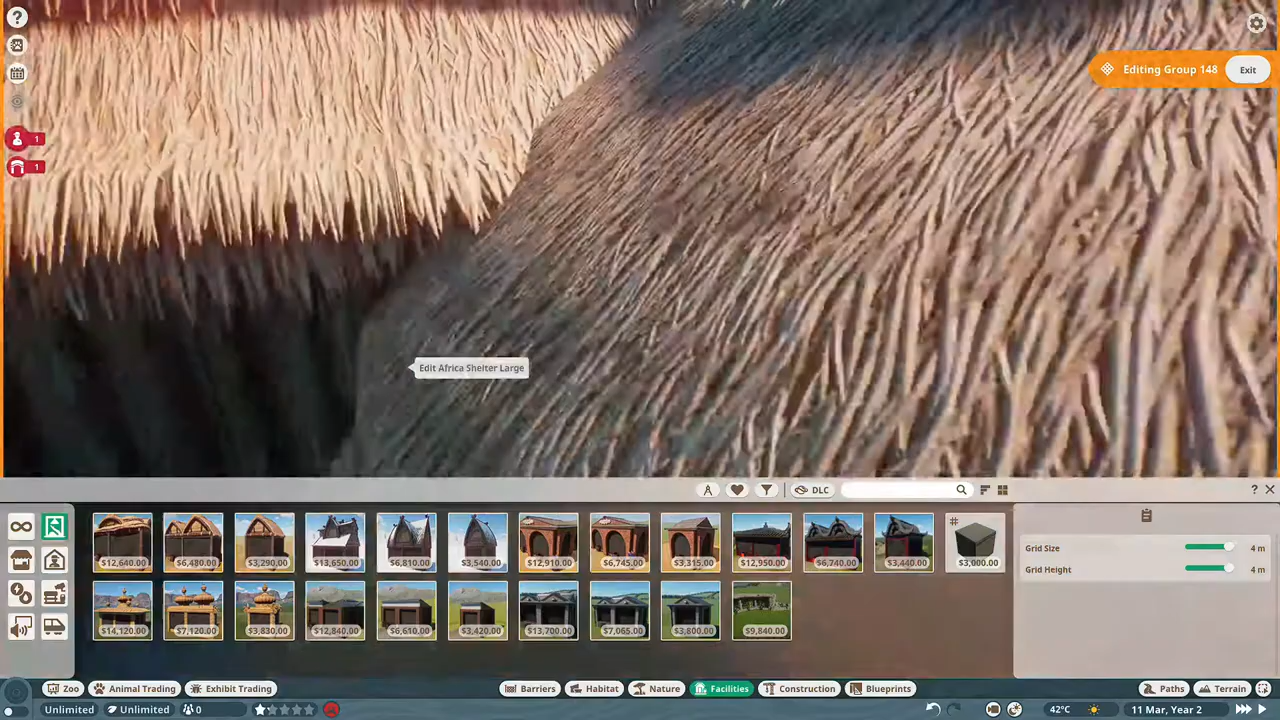 ?
Editing Group 148
Exit
1
1
Edit Africa Shelter Large
DLC
?
$12,640.00
$6,480.00
$3,290.00
$13,650.00
$6,810.00
$3,540.00
$12,910.00
$6,745.00
$3,315.00
$12,950.00
$6,740.00
$3,440.00
$3,000.00
Grid Size
4 m
Grid Height
4 m
$14,120.00
$7,120.00
$3,830.00
$12,840.00
$6,610.00
$3,420.00
$13,700.00
$7,065.00
$3,800.00
$9,840.00
Zoo
Animal Trading
Exhibit Trading
Barriers
Habitat
Nature
Facilities
Construction
Blueprints
Paths
Terrain
Unlimited
Unlimited
0
42°C
11 Mar, Year 2